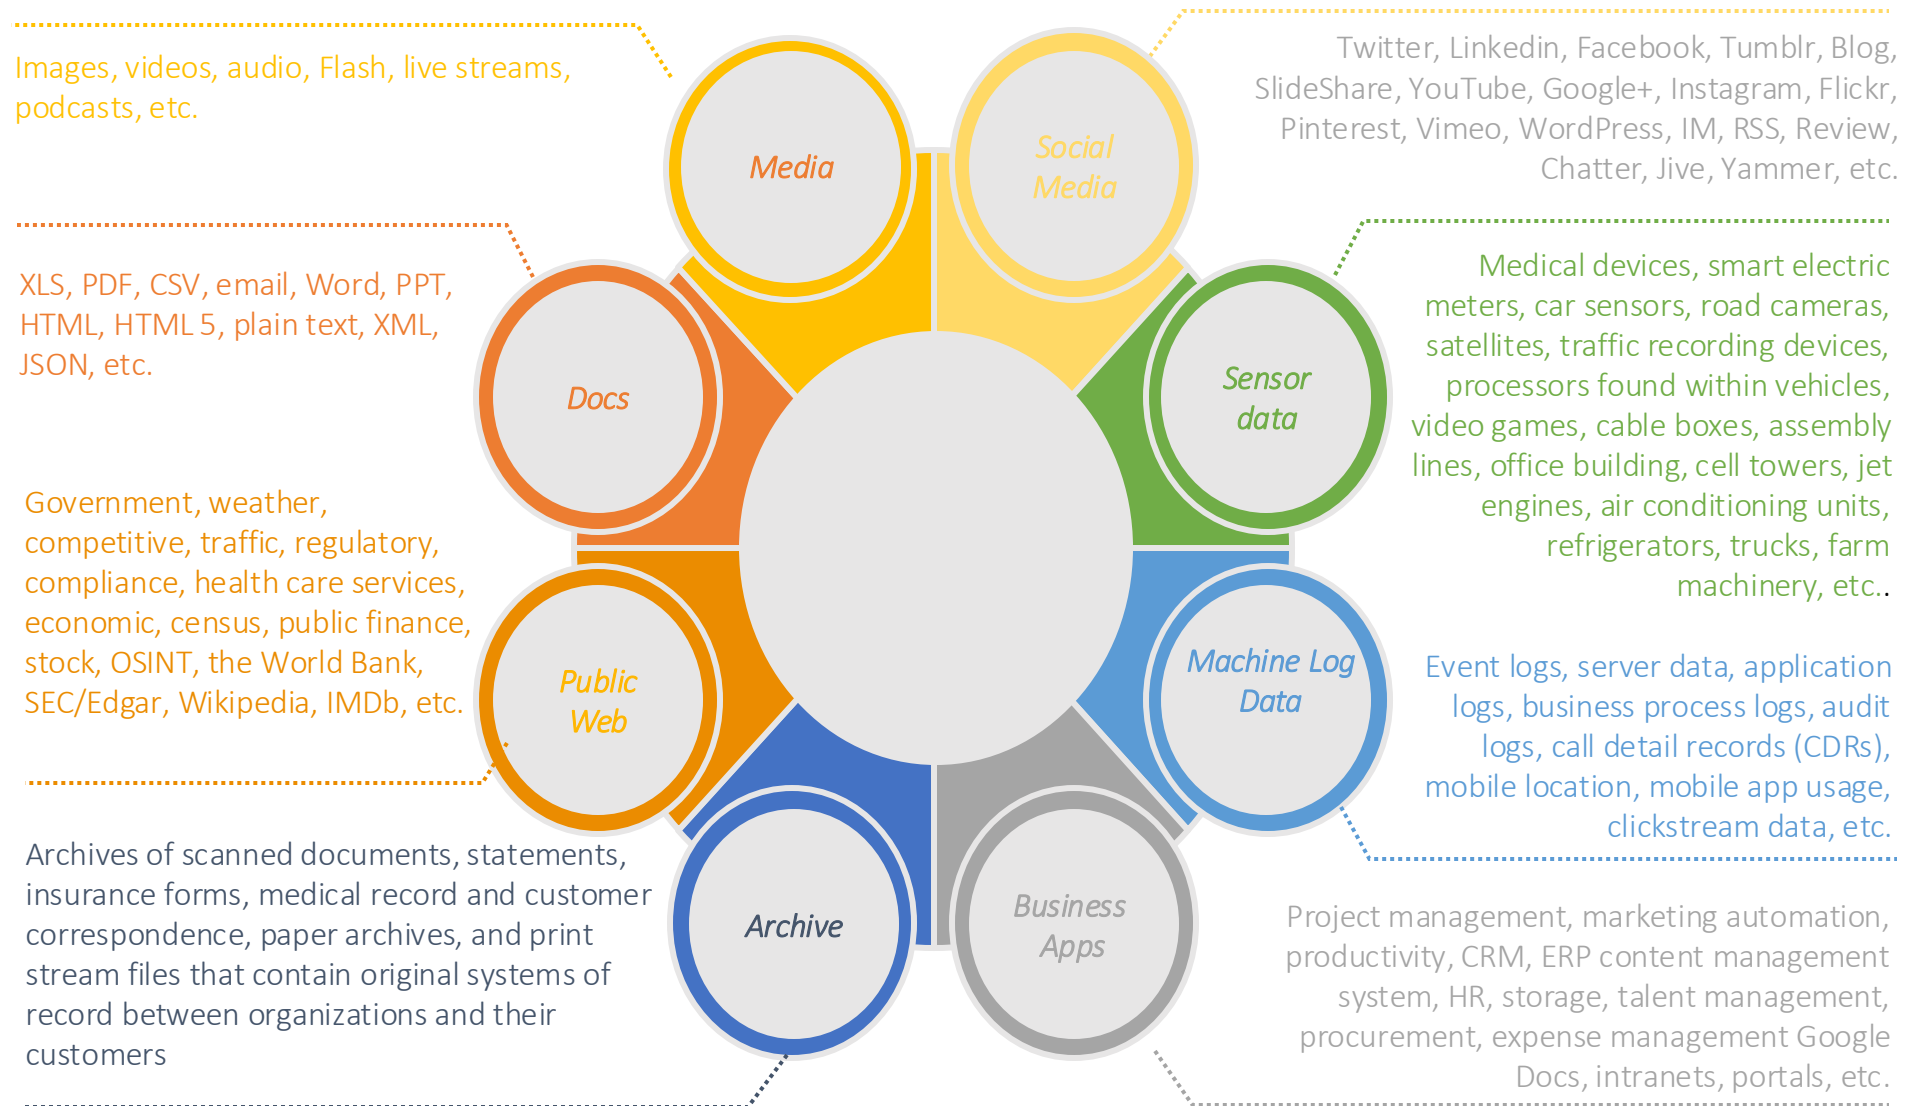 Images, videos, audio, Flash, live streams,
podcasts, etc.
Media
Social
Media
Twitter, Linkedin, Facebook, Tumblr, Blog,
SlideShare, YouTube, Google+, Instagram, Flickr,
Pinterest, Vimeo, WordPress, IM, RSS, Review,
Chatter, Jive, Yammer, etc.
XLS, PDF, CSV, email, Word, PPT,
HTML, HTML 5, plain text, XML,
JSON, etc.
Docs
Sensor
data
Medical devices, smart electric
meters, car sensors, road cameras,
satellites, traffic recording devices,
processors found within vehicles,
video games, cable boxes, assembly
lines, office building, cell towers, jet
engines, air conditioning units,
refrigerators, trucks, farm
machinery, etc..
Government, weather,
competitive, traffic, regulatory,
compliance, health care services,
economic, census, public finance,
stock, OSINT, the World Bank,
SEC/Edgar, Wikipedia, IMDb, etc.
Public
Web
Machine Log
Data
Event logs, server data, application
logs, business process logs, audit
logs, call detail records (CDRs),
mobile location, mobile app usage,
clickstream data, etc.
Archives of scanned documents, statements,
insurance forms, medical record and customer
correspondence, paper archives, and print
stream files that contain original systems of
record between organizations and their
customers
Archive
Business
Apps
Project management, marketing automation,
productivity, CRM, ERP content management
system, HR, storage, talent management,
procurement, expense management Google
Docs, intranets, portals, etc.